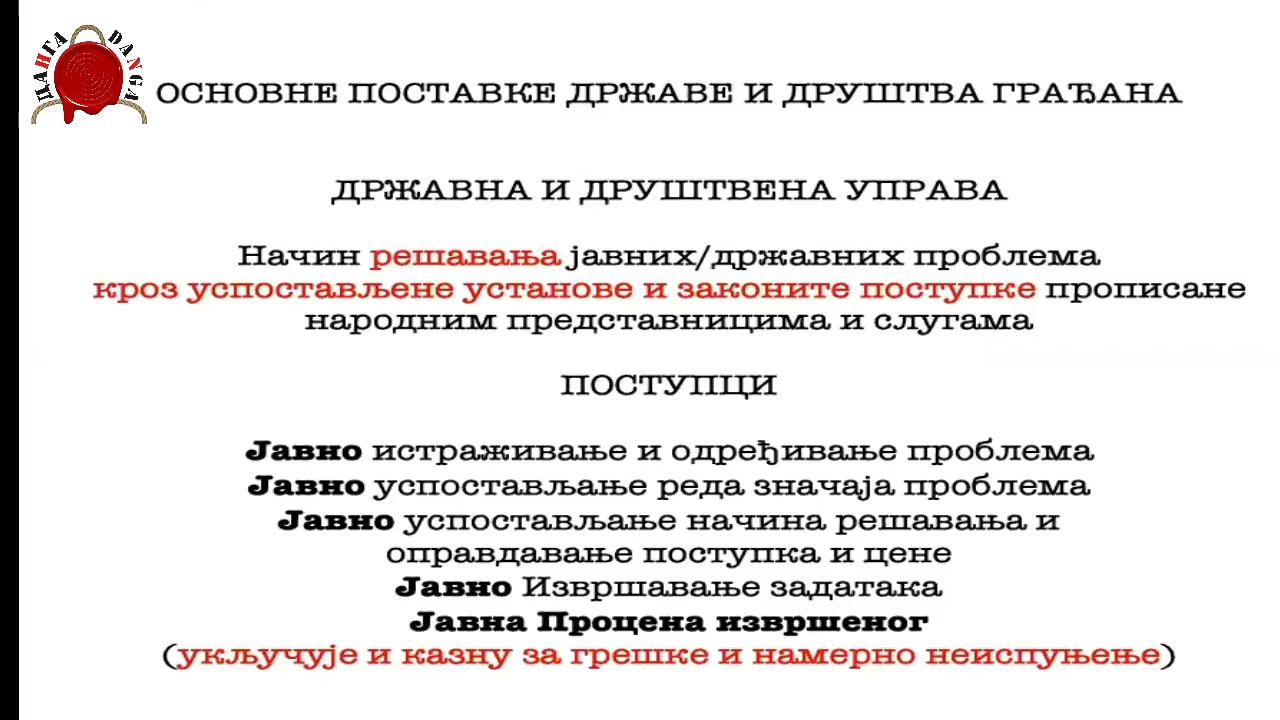 ДАНГА DANGA
ОСНОВНЕ ПОСТАВКЕ ДРЖАВЕ И ДРУШТВА ГРАЂАНА
ДРЖАВНА И ДРУШТВЕНА УПРАВА
Начин решавања јавних/државних проблема
кроз успостављене установе и законите поступке прописане
народним представницима и слугама
ПОСТУПЦИ
Јавно истраживање и одређивање проблема
Јавно успостављање реда значаја проблема
Јавно успостављање начина решавања и
оправдавање поступка и цене
Јавно Извршавање задатака
Јавна Процена извршеног
(укључује и казну за грешке и намерно неиспуњење)